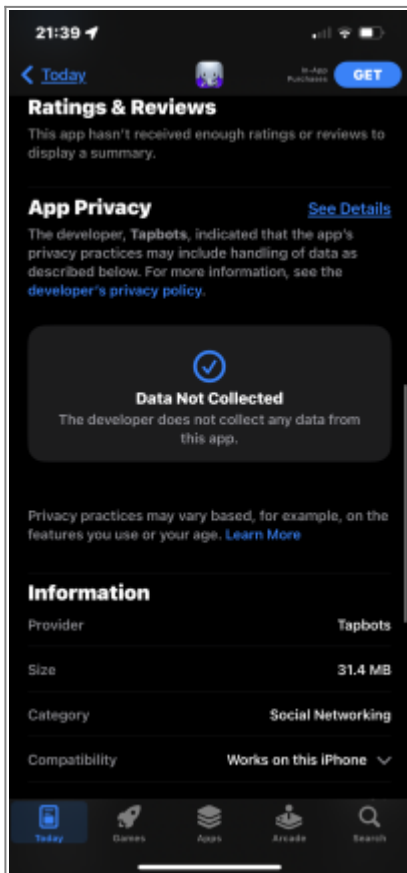 21:39
Today
In-App
Purchases
GET
Ratings & Reviews
This app hasn't received enough ratings or reviews to
display a summary.
App Privacy
See Details
The developer, Tapbots, indicated that the app's
privacy practices may include handling of data as
described below. For more information, see the
developer's privacy policy.
Data Not Collected
The developer does not collect any data from
this app.
Privacy practices may vary based, for example, on the
features you use or your age. Learn More
Information
Provider
Tapbots
Size
31.4 MB
Category
Social Networking
Compatibility
Works on this iPhone
Today
Games
Apps
Arcade
Search